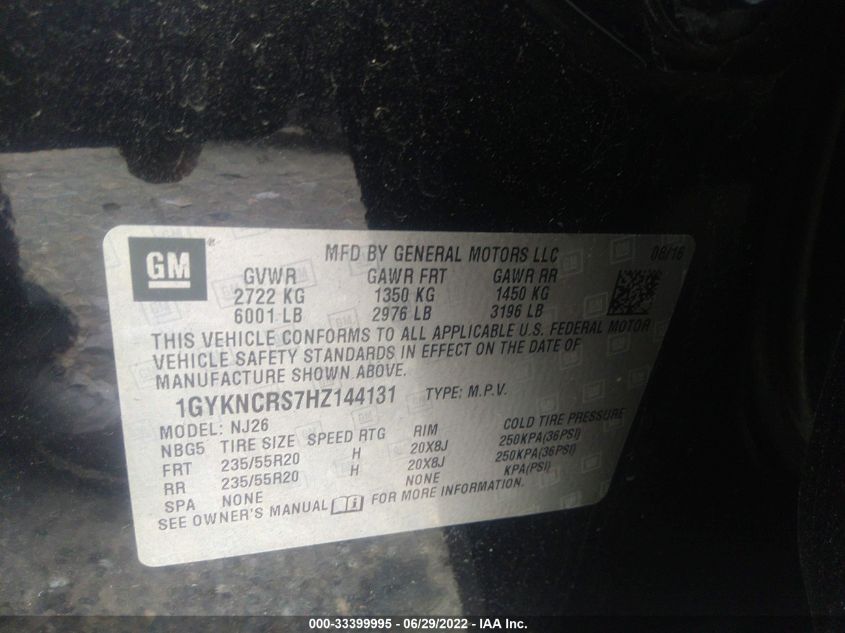 GM ® MFD BY GENERAL MOTORS LLC 08/16
GVWR GAWR FRT GAWR RR
2722 KG 1350 KG 1450 KG
6001 LB 2976 LB 3196 LB
THIS VEHICLE CONFORMS TO ALL APPLICABLE U.S. FEDERAL MOTOR
VEHICLE SAFETY STANDARDS IN EFFECT ON THE DATE OF
MANUFACTURE SHOWN ABOVE.
1GYKNCRS7HZ144131 TYPE: M.P.V.
MODEL: NJ26
NBG5 TIRE SIZE SPEED RTG RIM COLD TIRE PRESSURE
FRT 235/55R20 H 20X8J 250KPA(36PSI)
RR 235/55R20 H 20X8J 250KPA(36PSI)
SPA NONE NONE KPA(PSI)
SEE OWNER'S MANUAL FOR MORE INFORMATION.
000-33399995 - 06/29/2022 - IAA Inc.